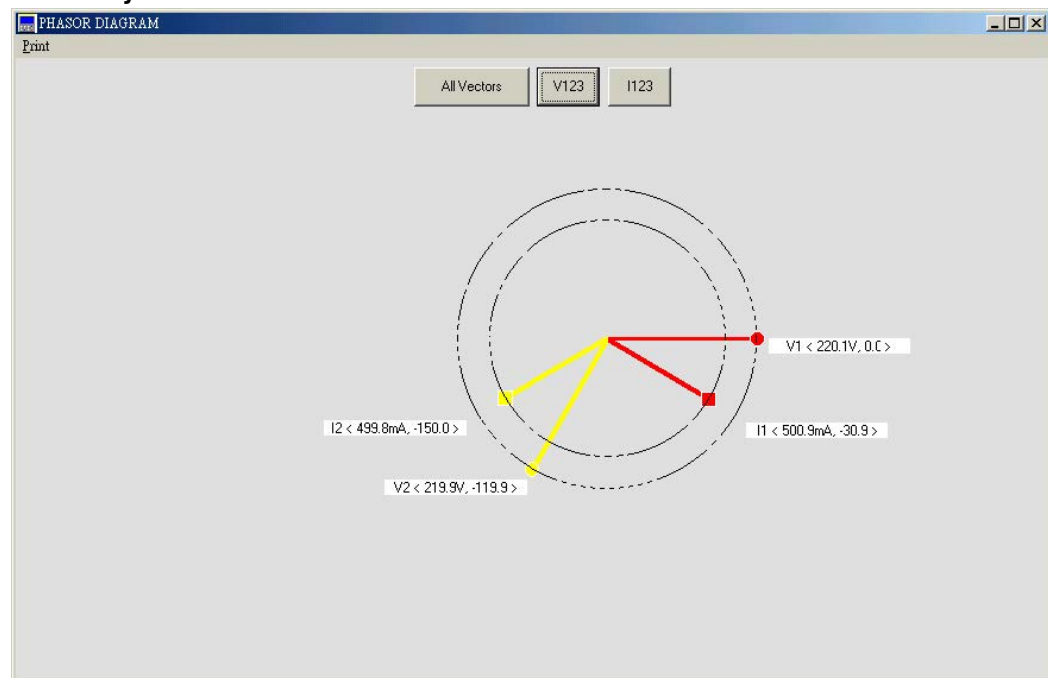 PHASOR DIAGRAM
Print
All Vectors
V123
I123
V1 < 220.1V, 0.0 >
I2 < 499.8mA, -150.0 >
I1 < 500.9mA, -30.9 >
V2 < 219.9V, -119.9 >